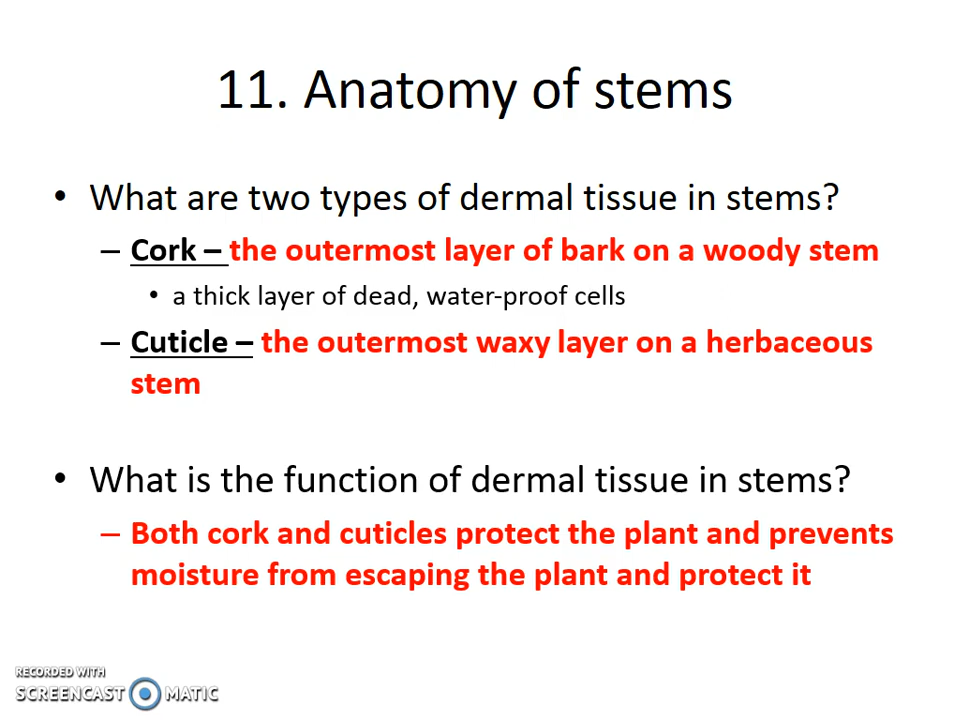 11. Anatomy of stems
• What are two types of dermal tissue in stems?
– Cork – the outermost layer of bark on a woody stem
• a thick layer of dead, water-proof cells
– Cuticle – the outermost waxy layer on a herbaceous
stem
• What is the function of dermal tissue in stems?
– Both cork and cuticles protect the plant and prevents
moisture from escaping the plant and protect it
RECORDED WITH
SCREENCAST MATIC